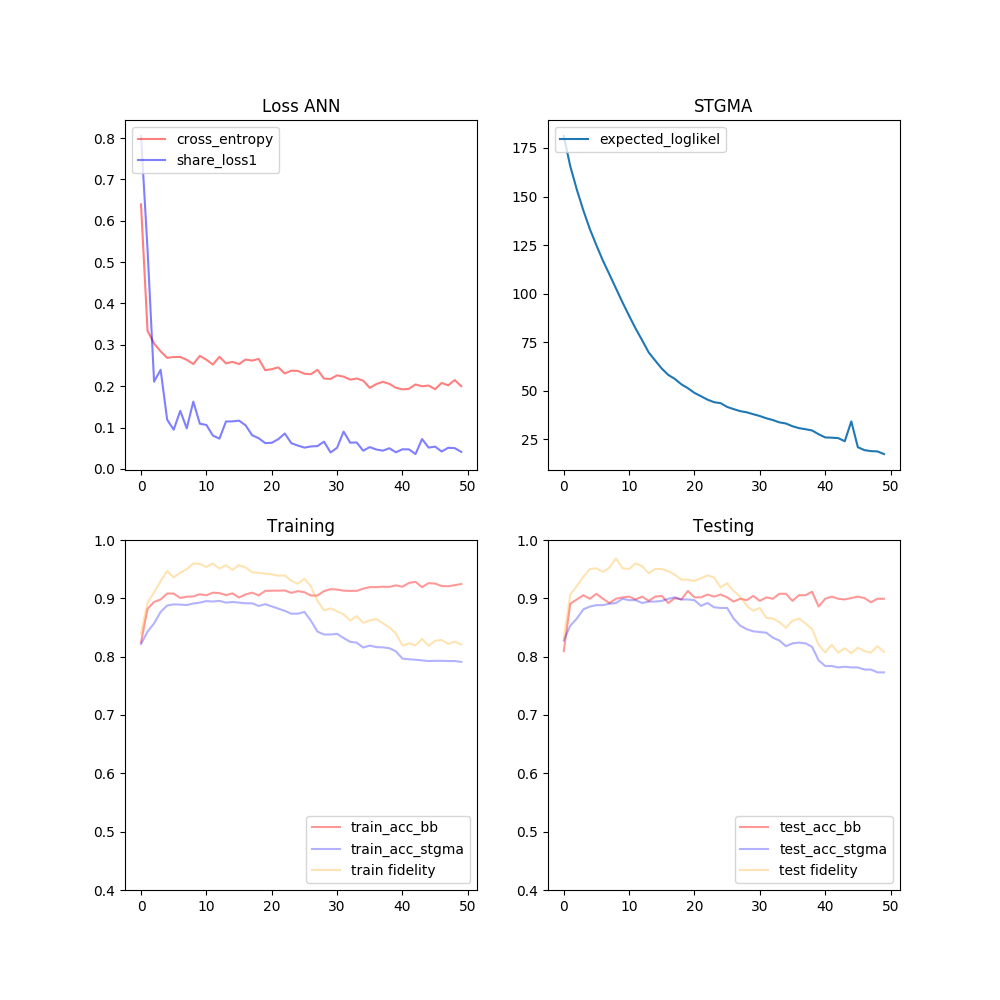 Loss ANN
cross_entropy
share_loss1
0.8
0.7
0.6
0.5
0.4
0.3
0.2
0.1
0.0
0 10 20 30 40 50
STGMA
expected_loglikel
175
150
125
100
75
50
25
0 10 20 30 40 50
Training
1.0
0.9
0.8
0.7
0.6
0.5
0.4
train_acc_bb
train_acc_stgma
train fidelity
0 10 20 30 40 50
Testing
1.0
0.9
0.8
0.7
0.6
0.5
0.4
test_acc_bb
test_acc_stgma
test fidelity
0 10 20 30 40 50